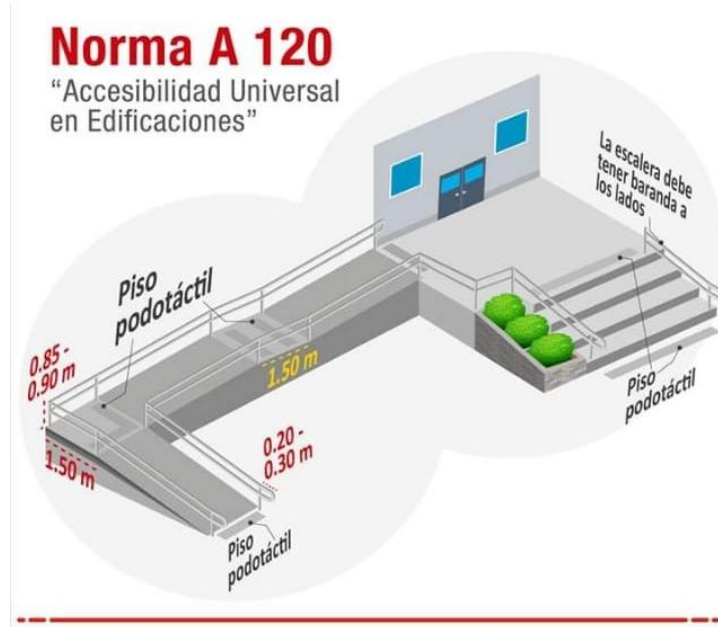 Norma A 120
“Accesibilidad Universal
en Edificaciones”
La escalera debe
tener baranda a
los lados
Piso
podotáctil
0.85 -
0.90 m
1.50 m
1.50 m
0.20 -
0.30 m
Piso
podotáctil
Piso
podotáctil